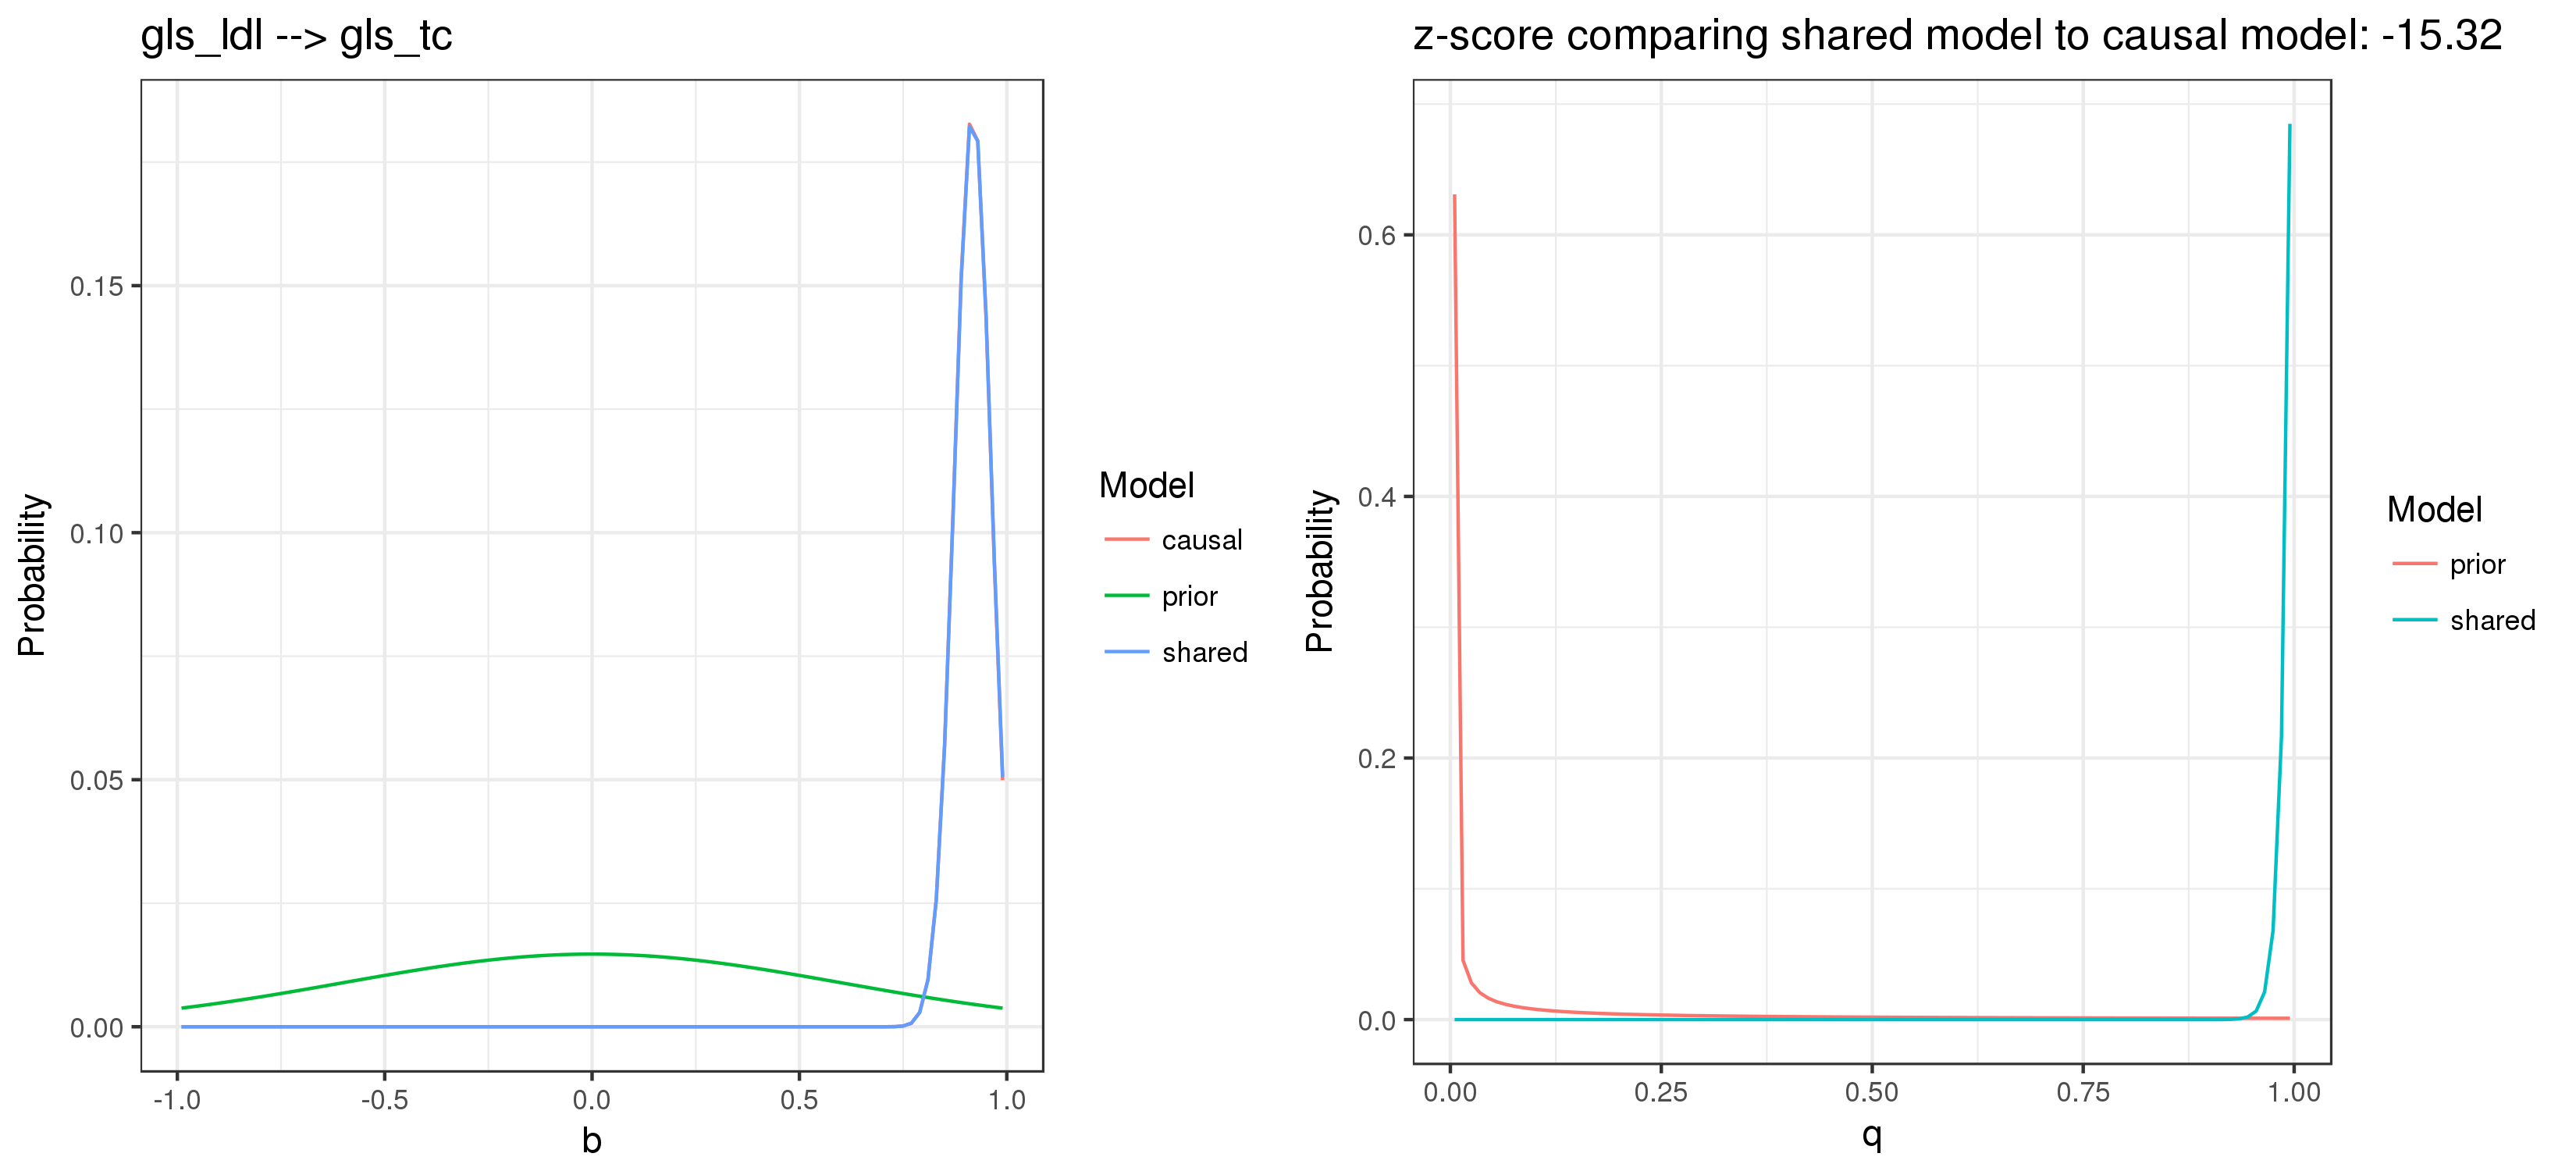 gls_ldl --> gls_tc
Probability
0.15
0.10
0.05
0.00
-1.0
-0.5
0.0
0.5
1.0
b
Model
causal
prior
shared
z-score comparing shared model to causal model: -15.32
Probability
0.6
0.4
0.2
0.0
0.00
0.25
0.50
0.75
1.00
q
Model
prior
shared